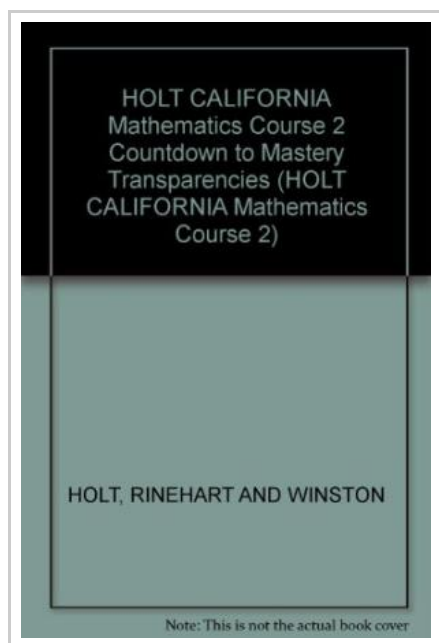 HOLT CALIFORNIA
Mathematics Course 2
Countdown to Mastery
Transparencies (HOLT
CALIFORNIA Mathematics
Course 2)
HOLT, RINEHART AND WINSTON
Note: This is not the actual book cover